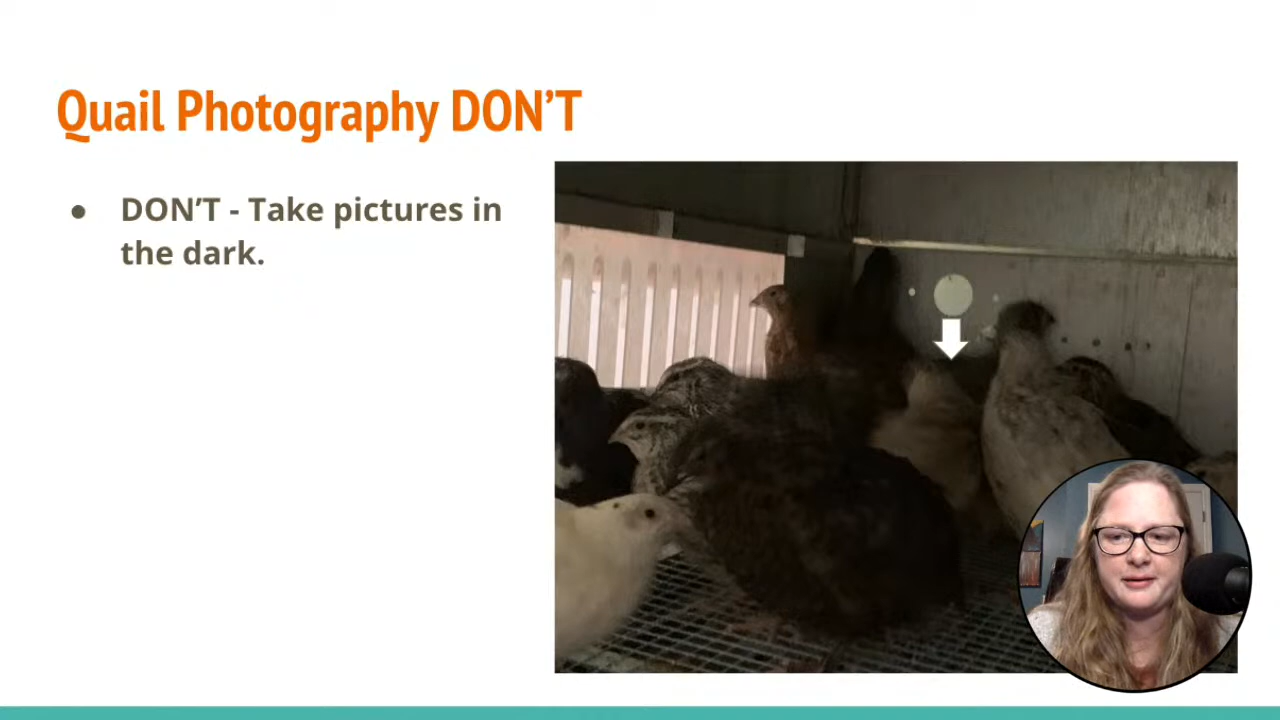 Quail Photography DON’T
● DON’T - Take pictures in
the dark.